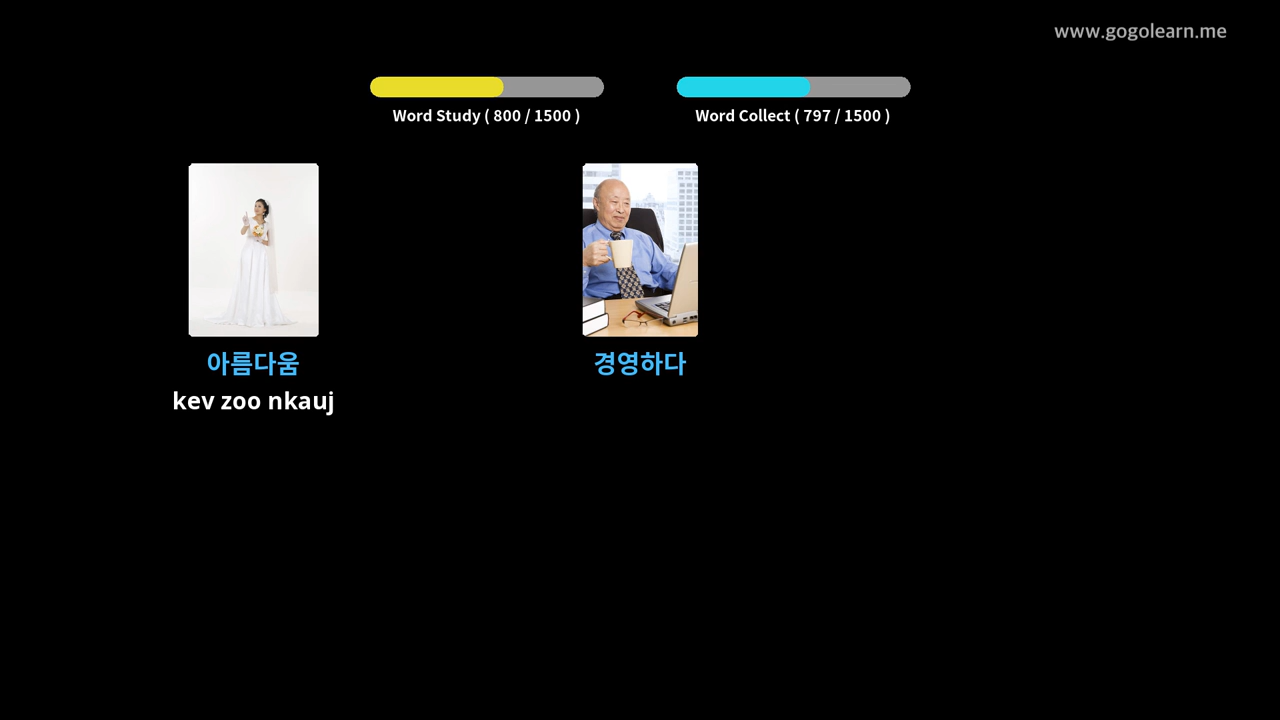 www.gogolearn.me
Word Study ( 800 / 1500 )
Word Collect ( 797 / 1500 )
아름다움
경영하다
kev zoo nkauj